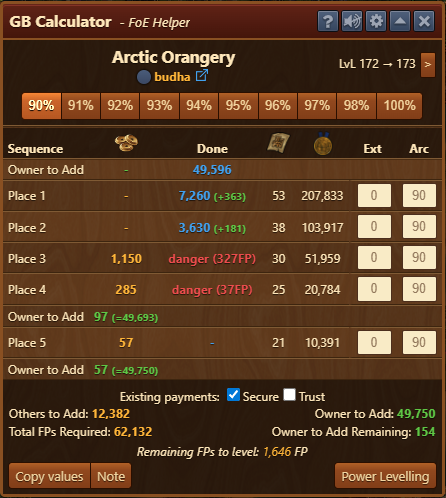 GB Calculator - FoE Helper ?
Arctic Orangery
budha
LvL 172 → 173 >
90% 91% 92% 93% 94% 95% 96% 97% 98% 99% 100%
Sequence Done Ext Arc
Owner to Add - 49,596
Place 1 - 7,260 (+363) 53 207,833 0 90
Place 2 - 3,630 (+181) 38 103,917 0 90
Place 3 1,150 danger (327FP) 30 51,959 0 90
Place 4 285 danger (37FP) 25 20,784 0 90
Owner to Add 97 (=49,693)
Place 5 57 - 21 10,391 0 90
Owner to Add 57 (=49,750)
Existing payments: Secure Trust
Others to Add: 12,382 Owner to Add: 49,750
Total FPs Required: 62,132 Owner to Add Remaining: 154
Remaining FPs to level: 1,646 FP
Copy values Note Power Levelling